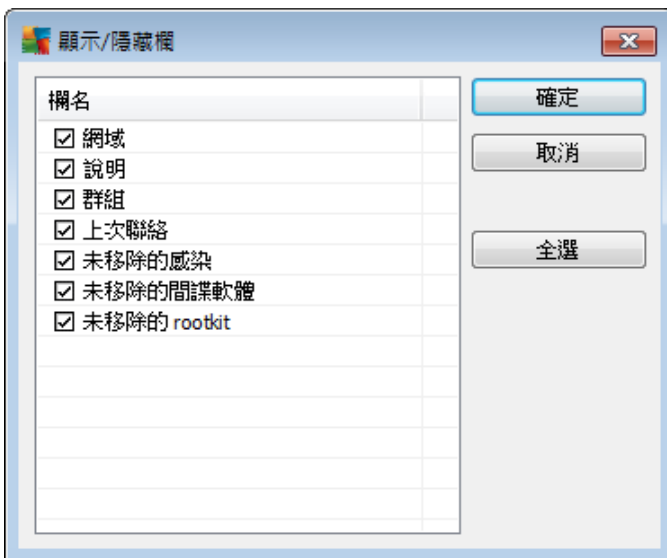 顯示/隱藏欄
欄名
網域
說明
群組
上次聯絡
未移除的感染
未移除的間諜軟體
未移除的 rootkit
確定
取消
全選